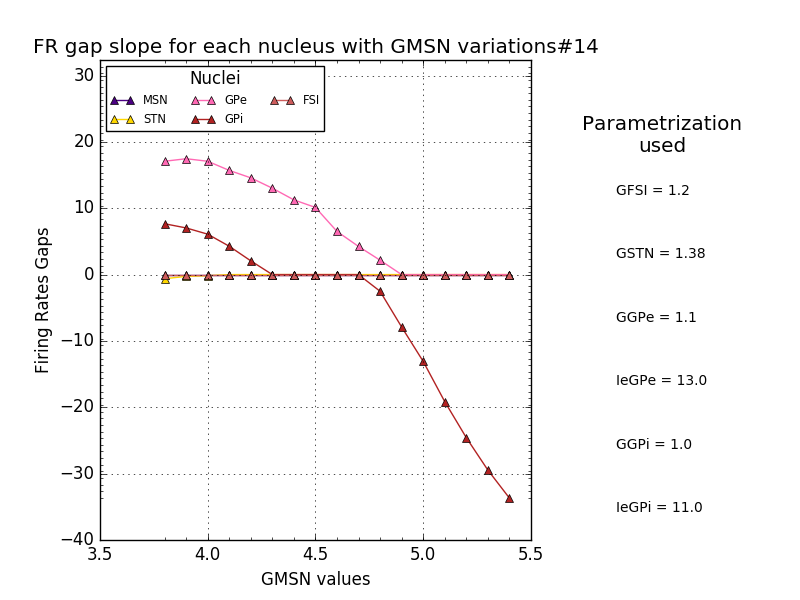 FR gap slope for each nucleus with GMSN variations#14
Nuclei
MSN GPe FSI
STN GPi
30
20
10
0
−10
−20
−30
−40
Firing Rates Gaps
3.5 4.0 4.5 5.0 5.5
GMSN values
Parametrization
used
GFSI = 1.2
GSTN = 1.38
GGPe = 1.1
IeGPe = 13.0
GGPi = 1.0
IeGPi = 11.0